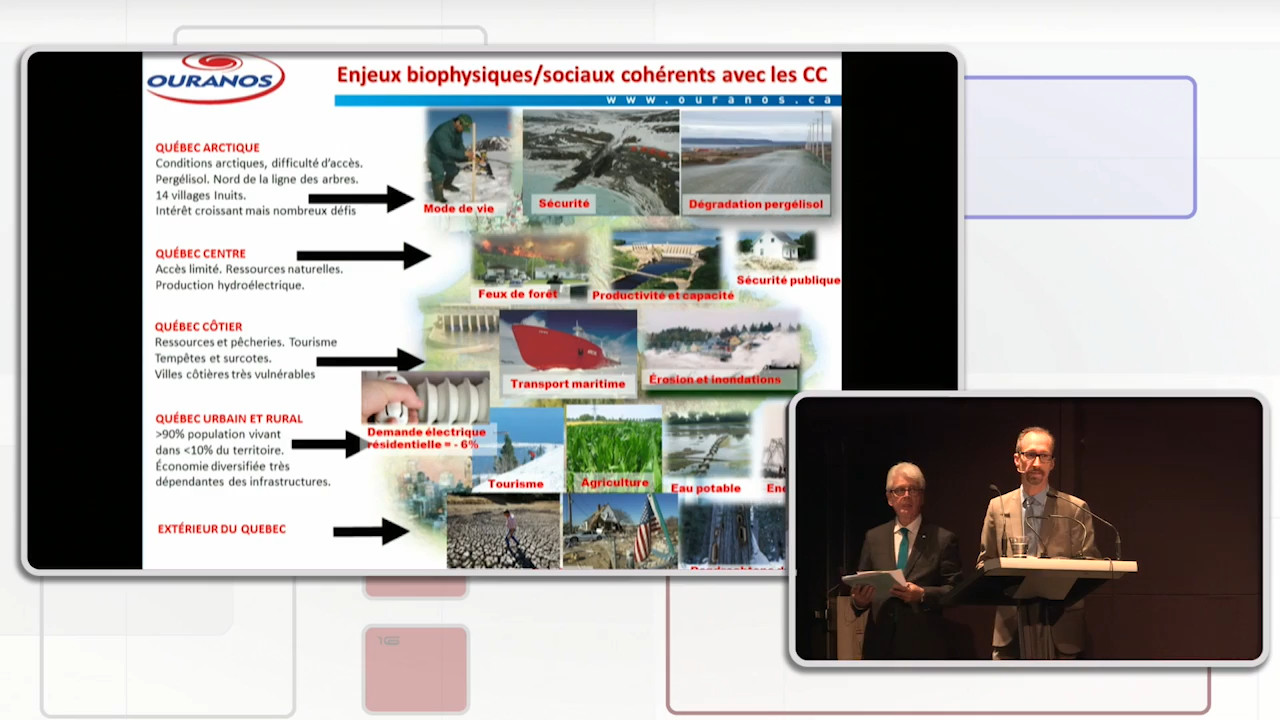 OURANOS
Enjeux biophysiques/sociaux cohérents avec les CC
www.ouranos.ca
QUÉBEC ARCTIQUE
Conditions arctiques, difficulté d'accès.
Pergélisol. Nord de la ligne des arbres.
14 villages Inuits.
Intérêt croissant mais nombreux défis
Mode de vie
Sécurité
Dégradation pergélisol
QUÉBEC CENTRE
Accès limité. Ressources naturelles.
Production hydroélectrique.
Feux de forét
Productivité et capacité
Sécurité publique
QUÉBEC CÔTIER
Ressources et pêcheries. Tourisme
Tempêtes et surcotes.
Villes côtières très vulnérables
Transport maritime
Érosion et inondations
QUÉBEC URBAIN ET RURAL
>90% population vivant
dans <10% du territoire.
Économie diversifiée très
dépendantes des infrastructures.
Demande électrique
résidentielle = - 6%
Tourisme
Agriculture
Eau potable
EXTÉRIEUR DU QUEBEC